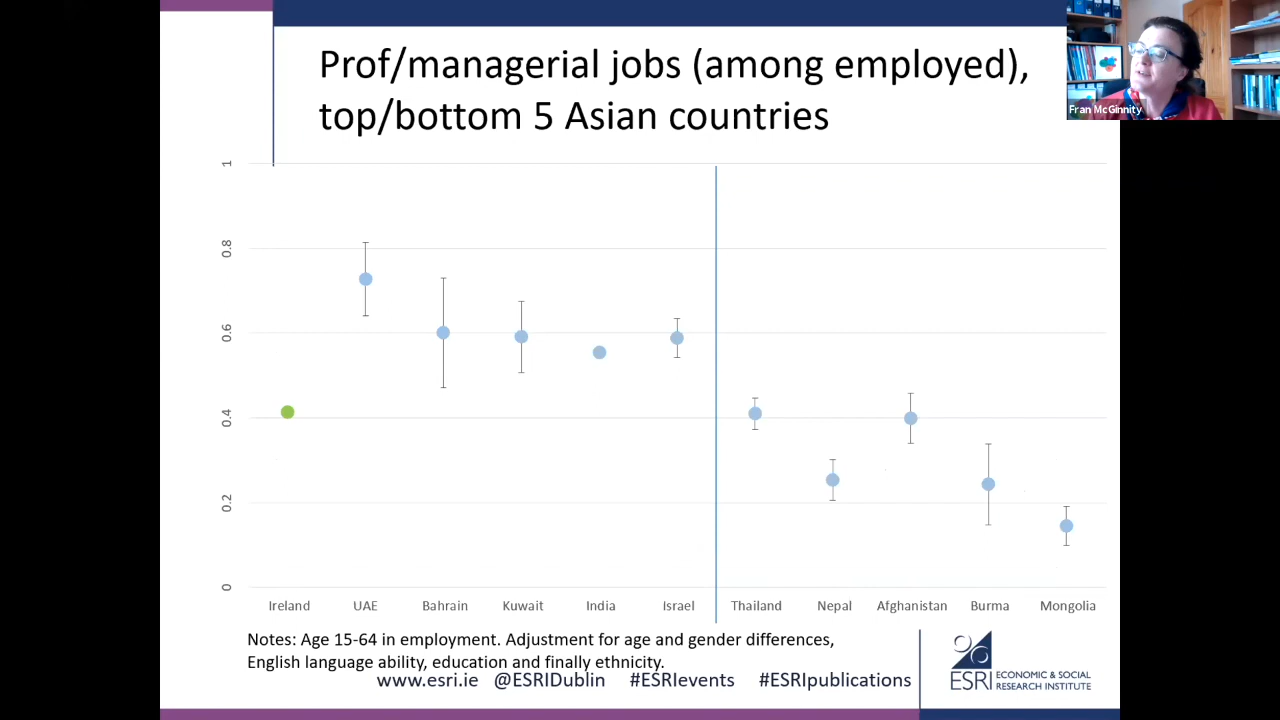 Prof/managerial jobs (among employed),
top/bottom 5 Asian countries
Fran McGinnity
1
0.8
0.6
0.4
0.2
0
Ireland UAE Bahrain Kuwait India Israel Thailand Nepal Afghanistan Burma Mongolia
Notes: Age 15-64 in employment. Adjustment for age and gender differences,
English language ability, education and finally ethnicity.
www.esri.ie @ESRIDublin #ESRIevents #ESRIpublications
ESRI ECONOMIC & SOCIAL
RESEARCH INSTITUTE